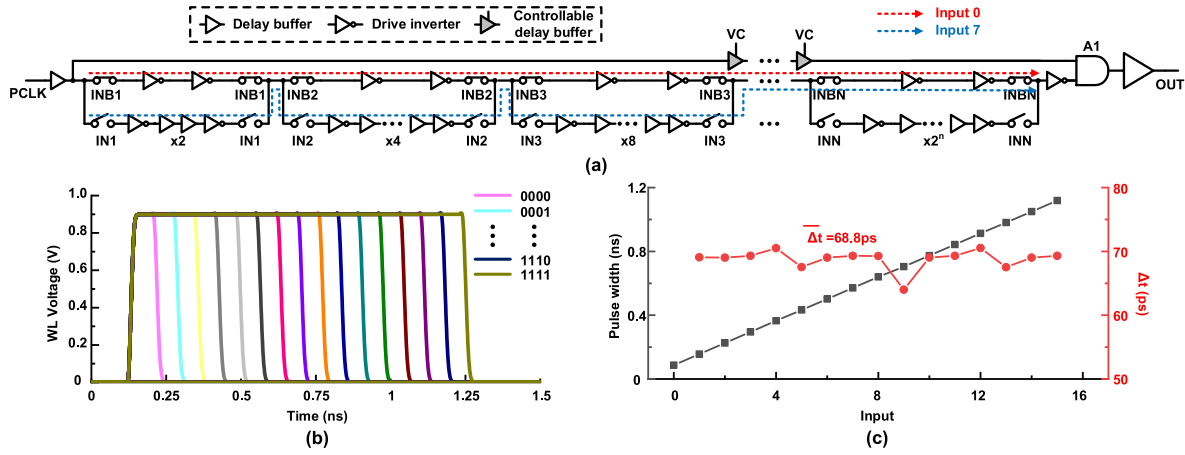 Delay buffer
Drive inverter
Controllable
delay buffer
VC
VC
Input 0
Input 7
A1
PCLK
OUT
INB1
INB1
INB2
INB2
INB3
INB3
INBN
INBN
IN1
x2
IN1
IN2
x4
IN2
IN3
x8
IN3
INN
x2ⁿ
INN
(a)
WL Voltage (V)
1.0
0.8
0.6
0.4
0.2
0
0
0.25
0.5
0.75
1
1.25
1.5
Time (ns)
0000
0001
1110
1111
(b)
Pulse width (ns)
1.2
0.8
0.4
0
0
4
8
12
16
Input
Δt =68.8ps
80
70
60
50
Δt (ps)
(c)